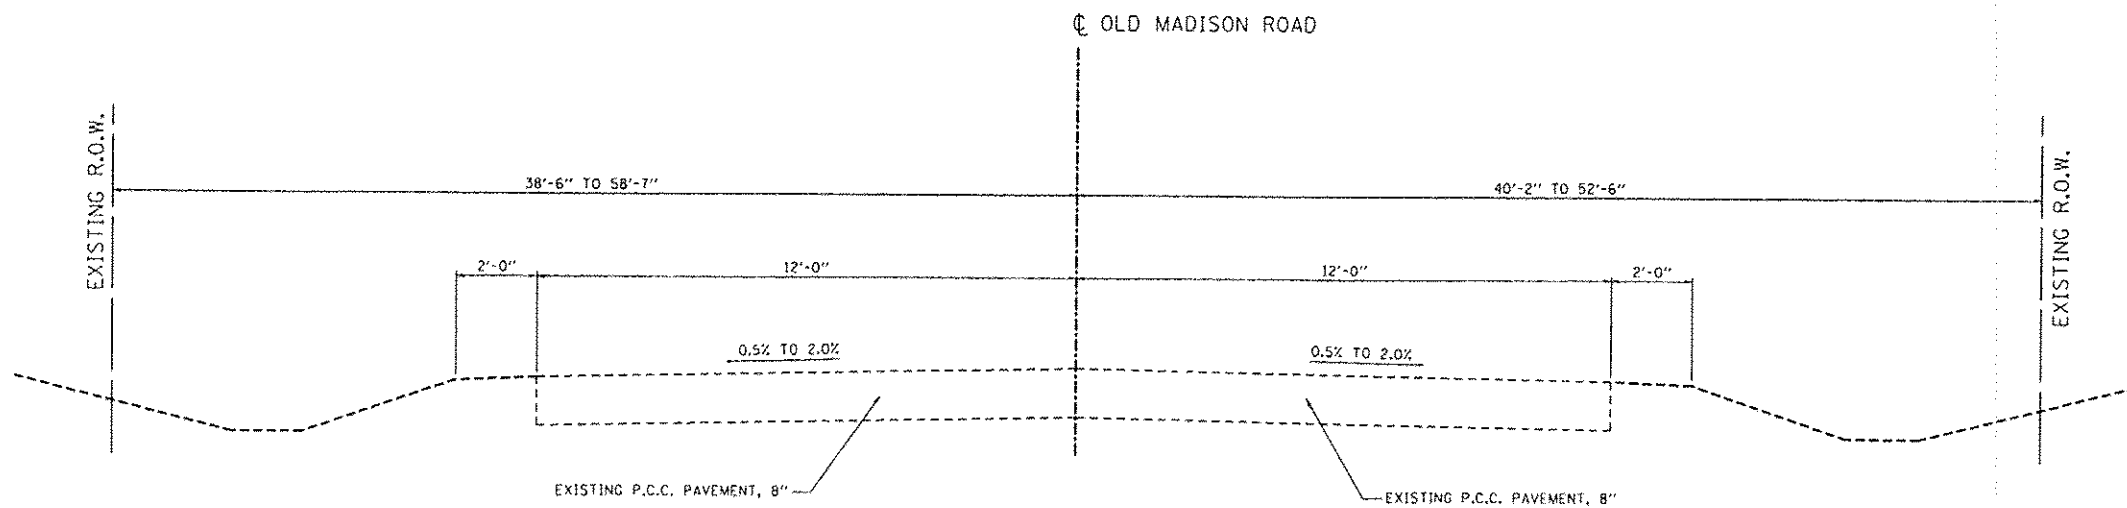 ℄ OLD MADISON ROAD
EXISTING R.O.W.
38'-6" TO 58'-7"
40'-2" TO 52'-6"
EXISTING R.O.W.
2'-0"
12'-0"
12'-0"
2'-0"
0.5% TO 2.0%
0.5% TO 2.0%
EXISTING P.C.C. PAVEMENT, 8"
EXISTING P.C.C. PAVEMENT, 8"